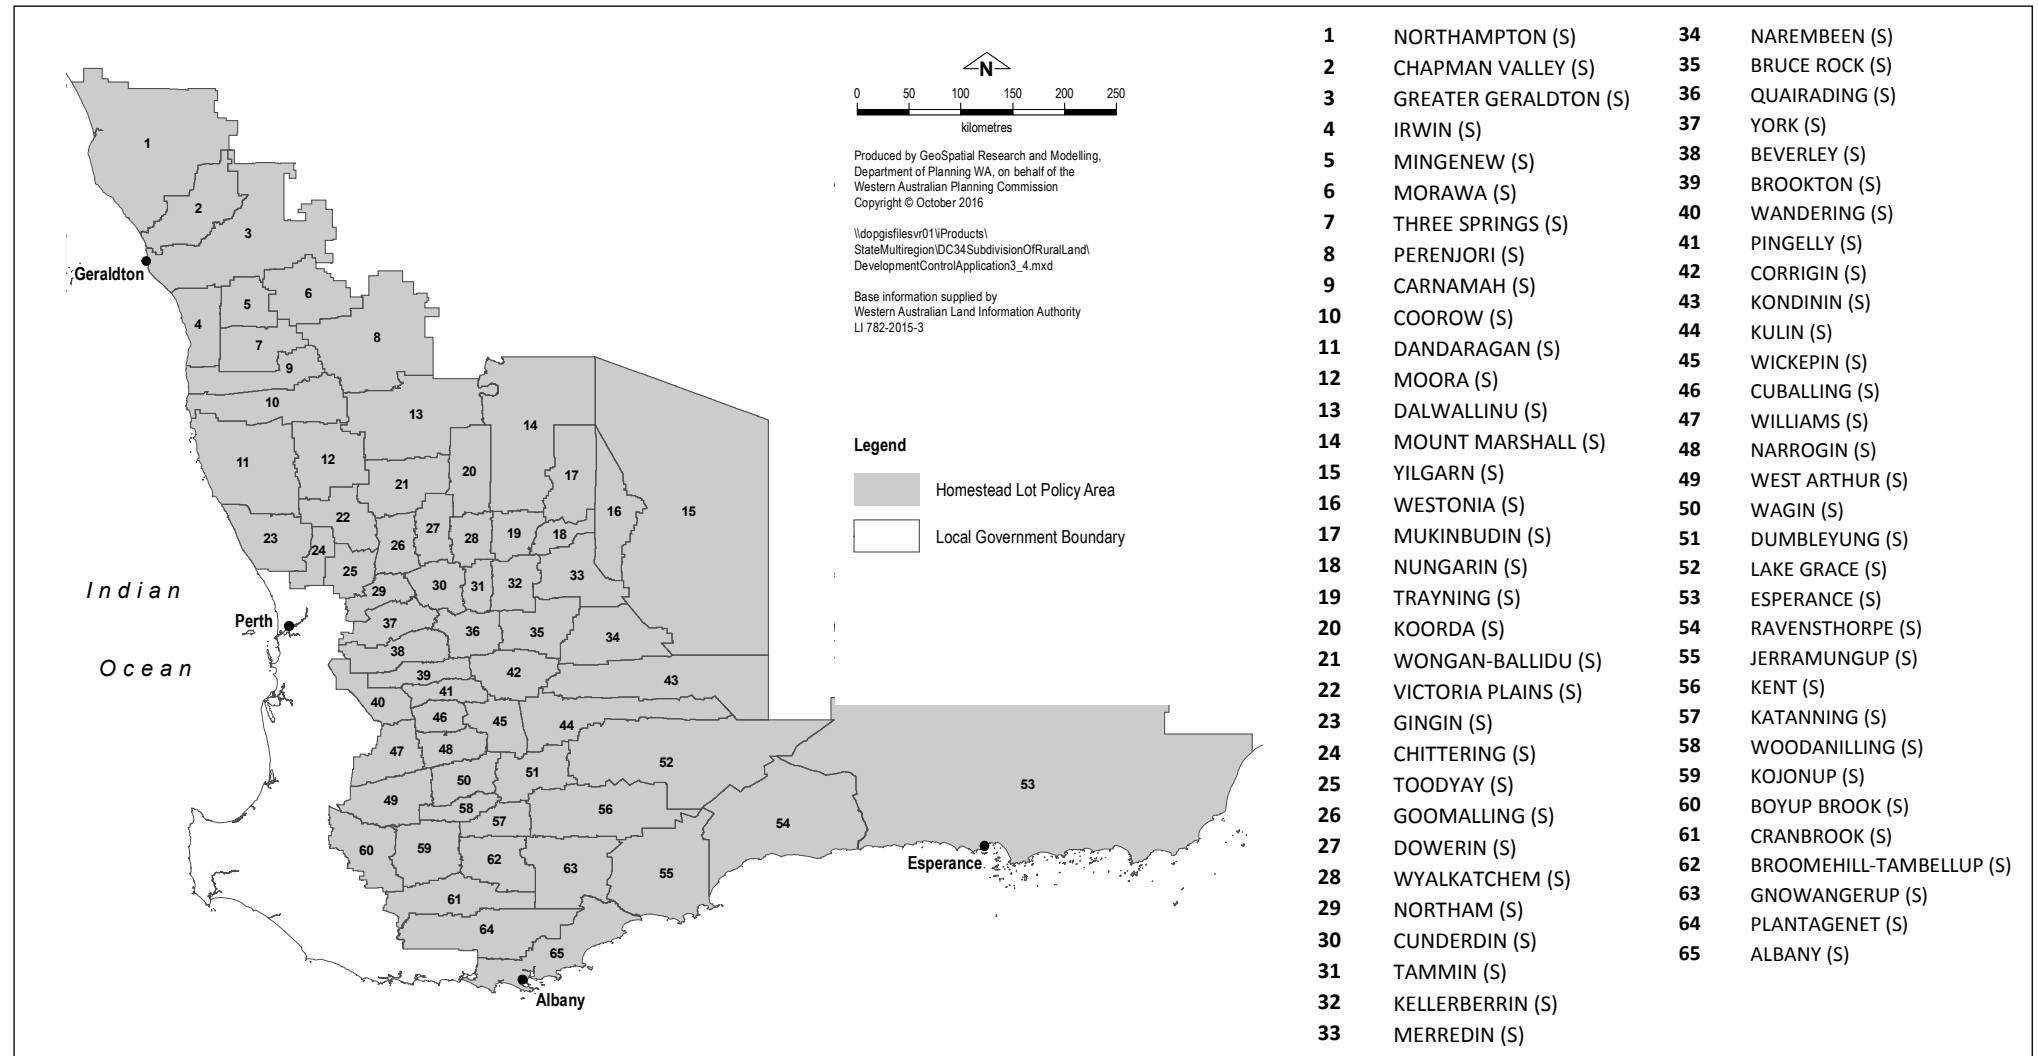 N
0 50 100 150 200 250
kilometres
Produced by GeoSpatial Research and Modelling,
Department of Planning WA, on behalf of the
Western Australian Planning Commission
Copyright © October 2016
\\dopgisfilesvr01\iProducts\
StateMultiregion\DC34SubdivisionOfRuralLand\
DevelopmentControlApplication3_4.mxd
Base information supplied by
Western Australian Land Information Authority
LI 782-2015-3
Legend
Homestead Lot Policy Area
Local Government Boundary
1
2
3
Geraldton
6
5
4
8
7
9
10
13
14
11
12
20
17
21
16
15
22
27
23
24
26
28
19
18
25
29
30
31
32
33
Indian
Perth
37
36
35
34
Ocean
38
39
42
43
41
40
46
45
44
47
48
52
51
50
53
49
58
56
57
54
60
59
62
Esperance
63
55
61
64
65
Albany
1 NORTHAMPTON (S)
2 CHAPMAN VALLEY (S)
3 GREATER GERALDTON (S)
4 IRWIN (S)
5 MINGENEW (S)
6 MORAWA (S)
7 THREE SPRINGS (S)
8 PERENJORI (S)
9 CARNAMAH (S)
10 COOROW (S)
11 DANDARAGAN (S)
12 MOORA (S)
13 DALWALLINU (S)
14 MOUNT MARSHALL (S)
15 YILGARN (S)
16 WESTONIA (S)
17 MUKINBUDIN (S)
18 NUNGARIN (S)
19 TRAYNING (S)
20 KOORDA (S)
21 WONGAN-BALLIDU (S)
22 VICTORIA PLAINS (S)
23 GINGIN (S)
24 CHITTERING (S)
25 TOODYAY (S)
26 GOOMALLING (S)
27 DOWERIN (S)
28 WYALKATCHEM (S)
29 NORTHAM (S)
30 CUNDERDIN (S)
31 TAMMIN (S)
32 KELLERBERRIN (S)
33 MERREDIN (S)
34 NAREMBEEN (S)
35 BRUCE ROCK (S)
36 QUAIRADING (S)
37 YORK (S)
38 BEVERLEY (S)
39 BROOKTON (S)
40 WANDERING (S)
41 PINGELLY (S)
42 CORRIGIN (S)
43 KONDININ (S)
44 KULIN (S)
45 WICKEPIN (S)
46 CUBALLING (S)
47 WILLIAMS (S)
48 NARROGIN (S)
49 WEST ARTHUR (S)
50 WAGIN (S)
51 DUMBLEYUNG (S)
52 LAKE GRACE (S)
53 ESPERANCE (S)
54 RAVENSTHORPE (S)
55 JERRAMUNGUP (S)
56 KENT (S)
57 KATANNING (S)
58 WOODANILLING (S)
59 KOJONUP (S)
60 BOYUP BROOK (S)
61 CRANBROOK (S)
62 BROOMEHILL-TAMBELLUP (S)
63 GNOWANGERUP (S)
64 PLANTAGENET (S)
65 ALBANY (S)